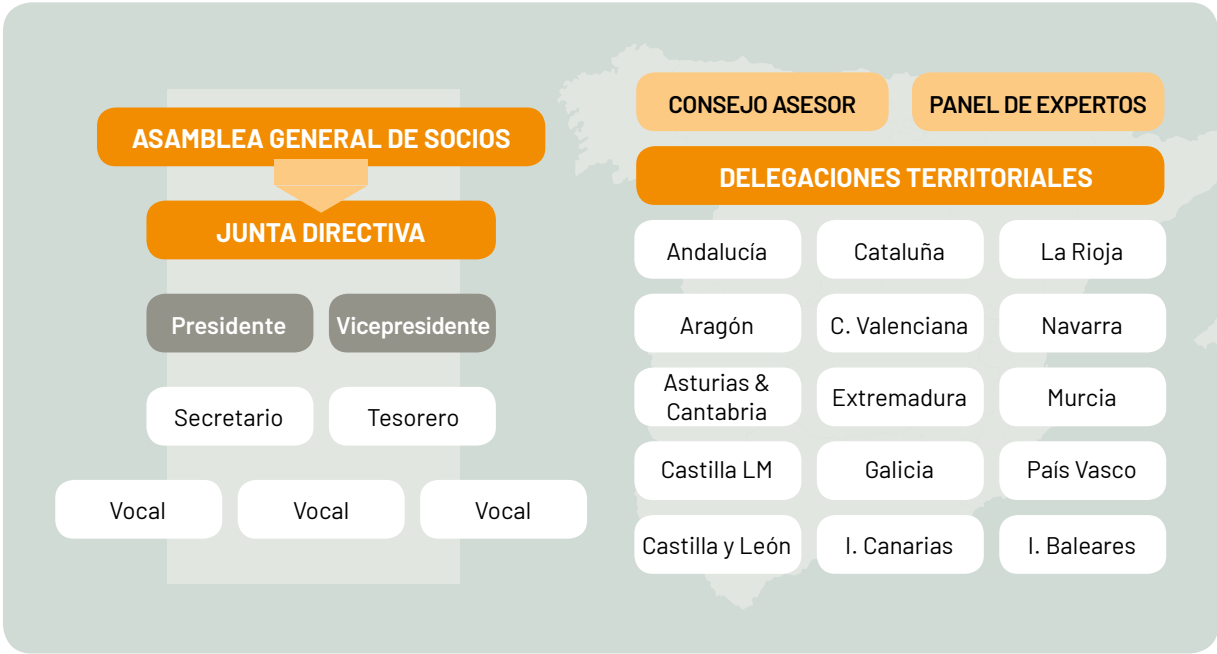 ASAMBLEA GENERAL DE SOCIOS
JUNTA DIRECTIVA
Presidente
Vicepresidente
Secretario
Tesorero
Vocal
Vocal
Vocal
CONSEJO ASESOR
PANEL DE EXPERTOS
DELEGACIONES TERRITORIALES
Andalucía
Cataluña
La Rioja
Aragón
C. Valenciana
Navarra
Asturias &
Cantabria
Extremadura
Murcia
Castilla LM
Galicia
País Vasco
Castilla y León
I. Canarias
I. Baleares